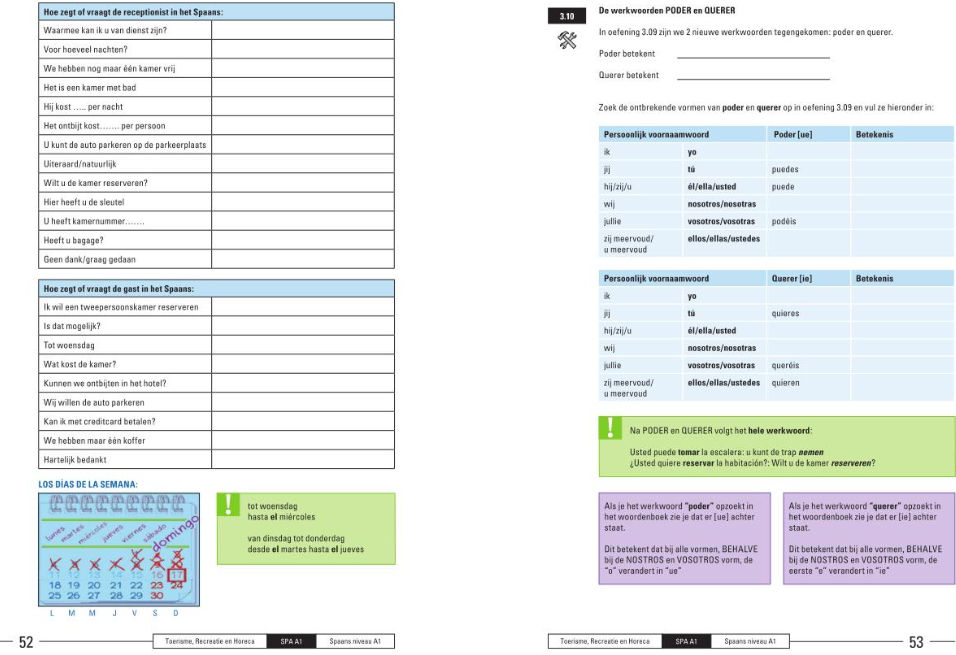 Hoe zegt of vraagt de receptionist in het Spaans:
Waarmee kan ik u van dienst zijn?
Voor hoeveel nachten?
We hebben nog maar één kamer vrij
Het is een kamer met bad
Hij kost ….. per nacht
Het ontbijt kost……. per persoon
U kunt de auto parkeren op de parkeerplaats
Uiteraard/natuurlijk
Wilt u de kamer reserveren?
Hier heeft u de sleutel
U heeft kamernummer…….
Heeft u bagage?
Geen dank/graag gedaan
Hoe zegt of vraagt de gast in het Spaans:
Ik wil een tweepersoonskamer reserveren
Is dat mogelijk?
Tot woensdag
Wat kost de kamer?
Kunnen we ontbijten in het hotel?
Wij willen de auto parkeren
Kan ik met creditcard betalen?
We hebben maar één koffer
Hartelijk bedankt
LOS DÍAS DE LA SEMANA:
lunes martes miércoles jueves viernes sábado domingo
11 12 13 14 15 16 17
18 19 20 21 22 23 24
25 26 27 28 29 30
L M M J V S D
!
tot woensdag
hasta el miércoles
van dinsdag tot donderdag
desde el martes hasta el jueves
52
Toerisme, Recreatie en Horeca SPA A1 Spaans niveau A1
3.10
De werkwoorden PODER en QUERER
In oefening 3.09 zijn we 2 nieuwe werkwoorden tegengekomen: poder en querer.
Poder betekent
Querer betekent
Zoek de ontbrekende vormen van poder en querer op in oefening 3.09 en vul ze hieronder in:
Persoonlijk voornaamwoord Poder [ue] Betekenis
ik yo
jij tú puedes
hij/zij/u él/ella/usted puede
wij nosotros/nosotras
jullie vosotros/vosotras podéis
zij meervoud/ ellos/ellas/ustedes
u meervoud
Persoonlijk voornaamwoord Querer [ie] Betekenis
ik yo
jij tú quieres
hij/zij/u él/ella/usted
wij nosotros/nosotras
jullie vosotros/vosotras queréis
zij meervoud/ ellos/ellas/ustedes quieren
u meervoud
!
Na PODER en QUERER volgt het hele werkwoord:
Usted puede tomar la escalera: u kunt de trap nemen
¿Usted quiere reservar la habitación?: Wilt u de kamer reserveren?
Als je het werkwoord "poder" opzoekt in
het woordenboek zie je dat er [ue] achter
staat.
Dit betekent dat bij alle vormen, BEHALVE
bij de NOSTROS en VOSOTROS vorm, de
"o" verandert in "ue"
Als je het werkwoord "querer" opzoekt in
het woordenboek zie je dat er [ie] achter
staat.
Dit betekent dat bij alle vormen, BEHALVE
bij de NOSTROS en VOSOTROS vorm, de
eerste "e" verandert in "ie"
Toerisme, Recreatie en Horeca SPA A1 Spaans niveau A1
53